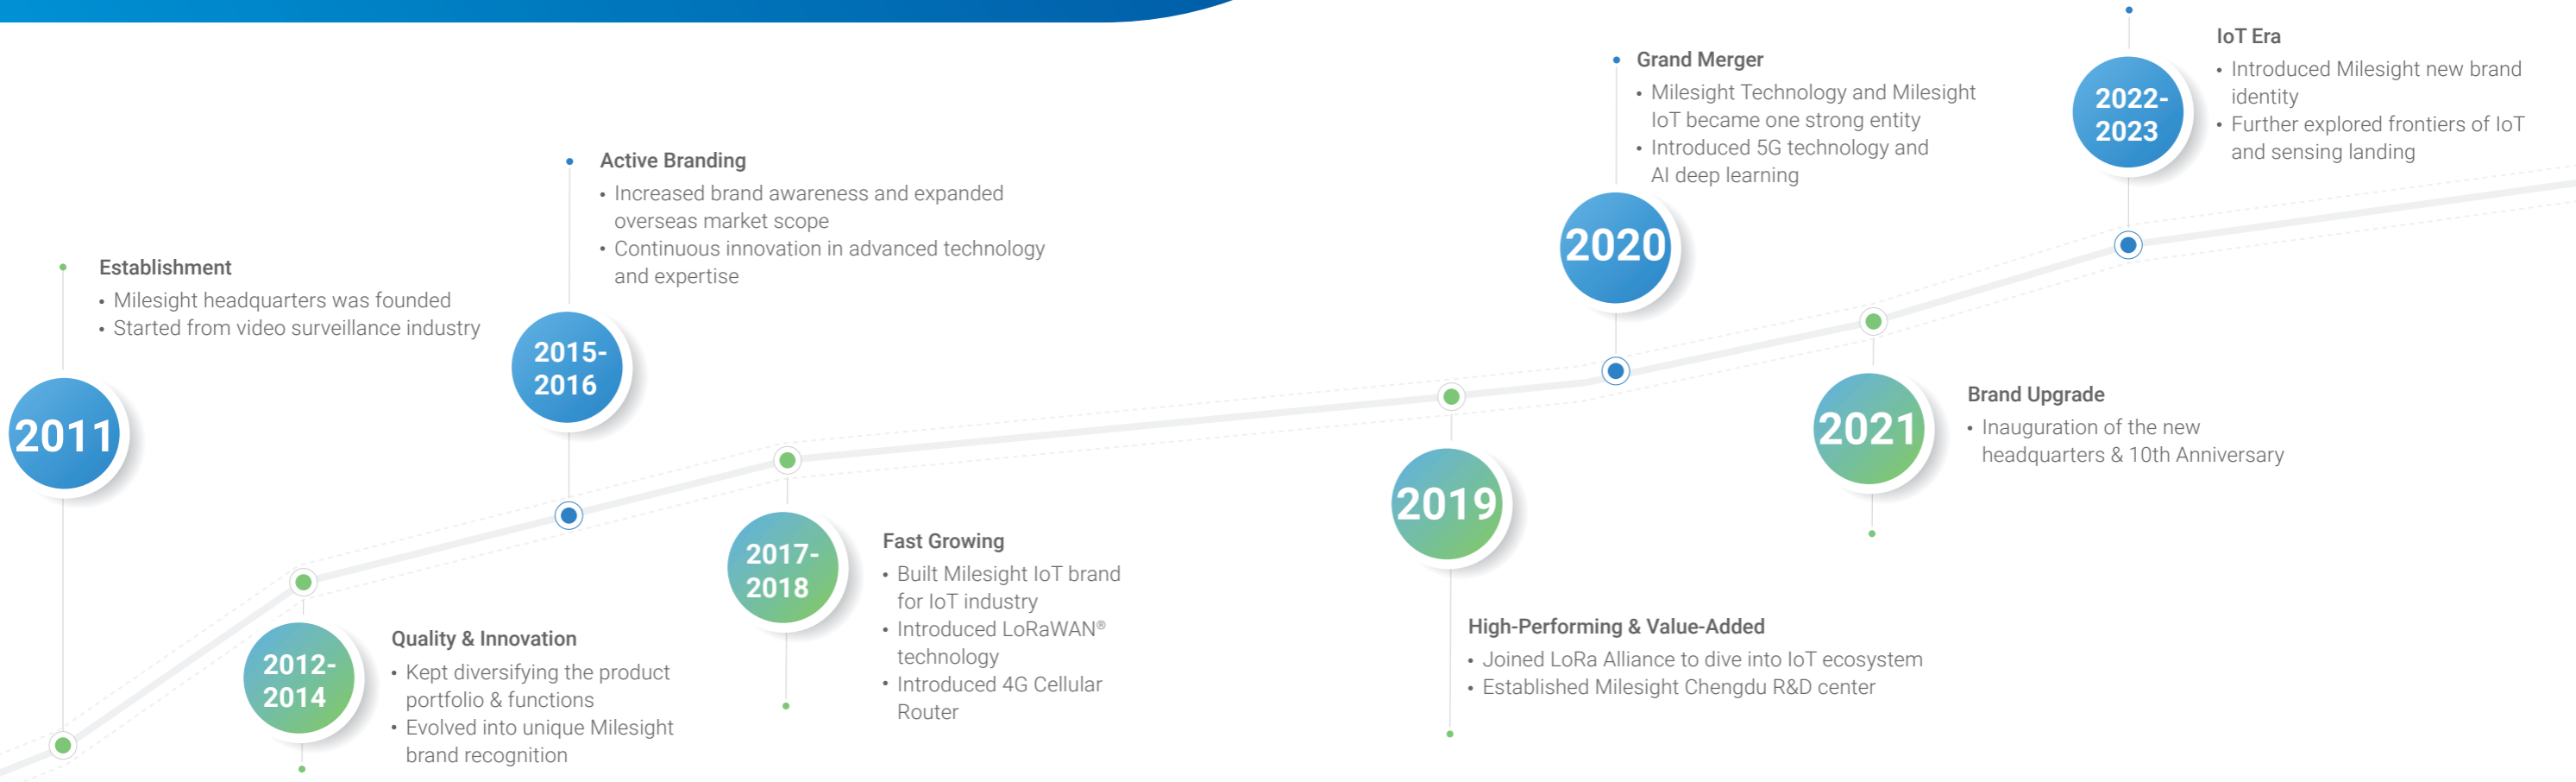 2011
Establishment
• Milesight headquarters was founded
• Started from video surveillance industry
2012-
2014
Quality & Innovation
• Kept diversifying the product
portfolio & functions
• Evolved into unique Milesight
brand recognition
2015-
2016
Active Branding
• Increased brand awareness and expanded
overseas market scope
• Continuous innovation in advanced technology
and expertise
2017-
2018
Fast Growing
• Built Milesight IoT brand
for IoT industry
• Introduced LoRaWAN®
technology
• Introduced 4G Cellular
Router
2019
High-Performing & Value-Added
• Joined LoRa Alliance to dive into IoT ecosystem
• Established Milesight Chengdu R&D center
2020
Grand Merger
• Milesight Technology and Milesight
IoT became one strong entity
• Introduced 5G technology and
AI deep learning
2021
Brand Upgrade
• Inauguration of the new
headquarters & 10th Anniversary
2022-
2023
IoT Era
• Introduced Milesight new brand
identity
• Further explored frontiers of IoT
and sensing landing